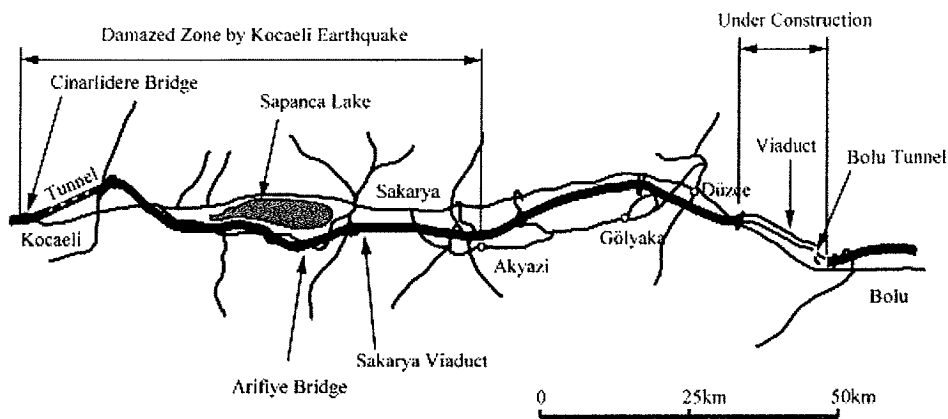 Under Construction
Damazed Zone by Kocaeli Earthquake
Cinarlidere Bridge
Sapanca Lake
Viaduct
Bolu Tunnel
Tunnel
Sakarya
Düzce
Kocaeli
Gölyaka
Akyazi
Bolu
Sakarya Viaduct
Arifiye Bridge
0 25km 50km